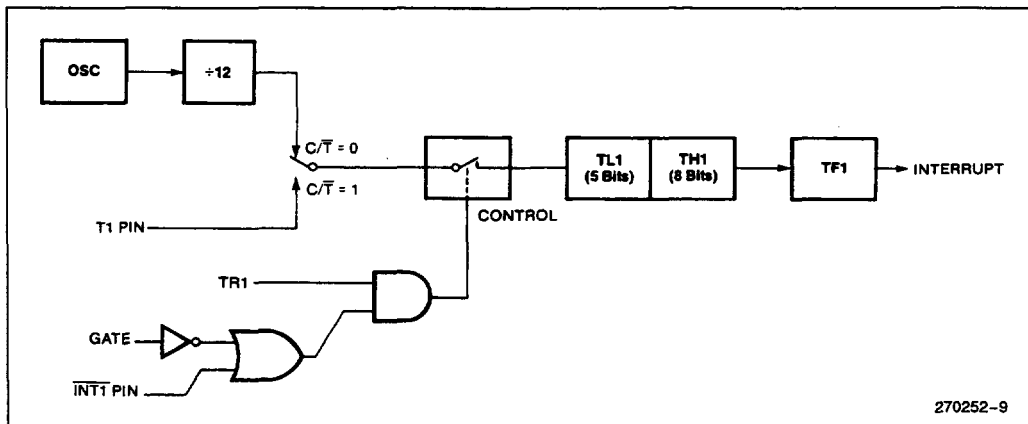 OSC
÷12
C/T̅ = 0
C/T̅ = 1
T1 PIN
CONTROL
TL1
(5 Bits)
TH1
(8 Bits)
TF1
INTERRUPT
TR1
GATE
I̅N̅T̅1̅ PIN
270252-9